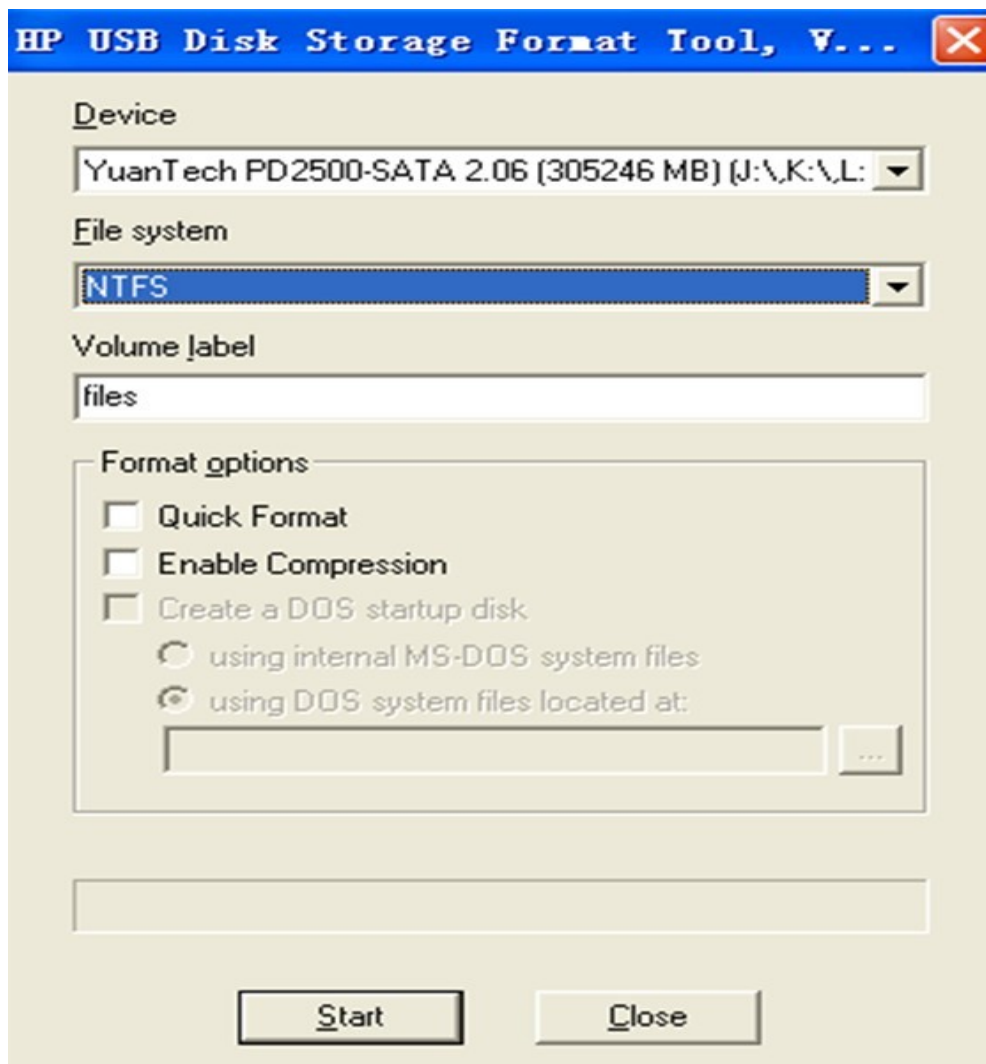 HP USB Disk Storage Format Tool, V...
Device
YuanTech PD2500-SATA 2.06 (305246 MB) (J:\,K:\,L:
File system
NTFS
Volume label
files
Format options
Quick Format
Enable Compression
Create a DOS startup disk
using internal MS-DOS system files
using DOS system files located at:
...
Start
Close